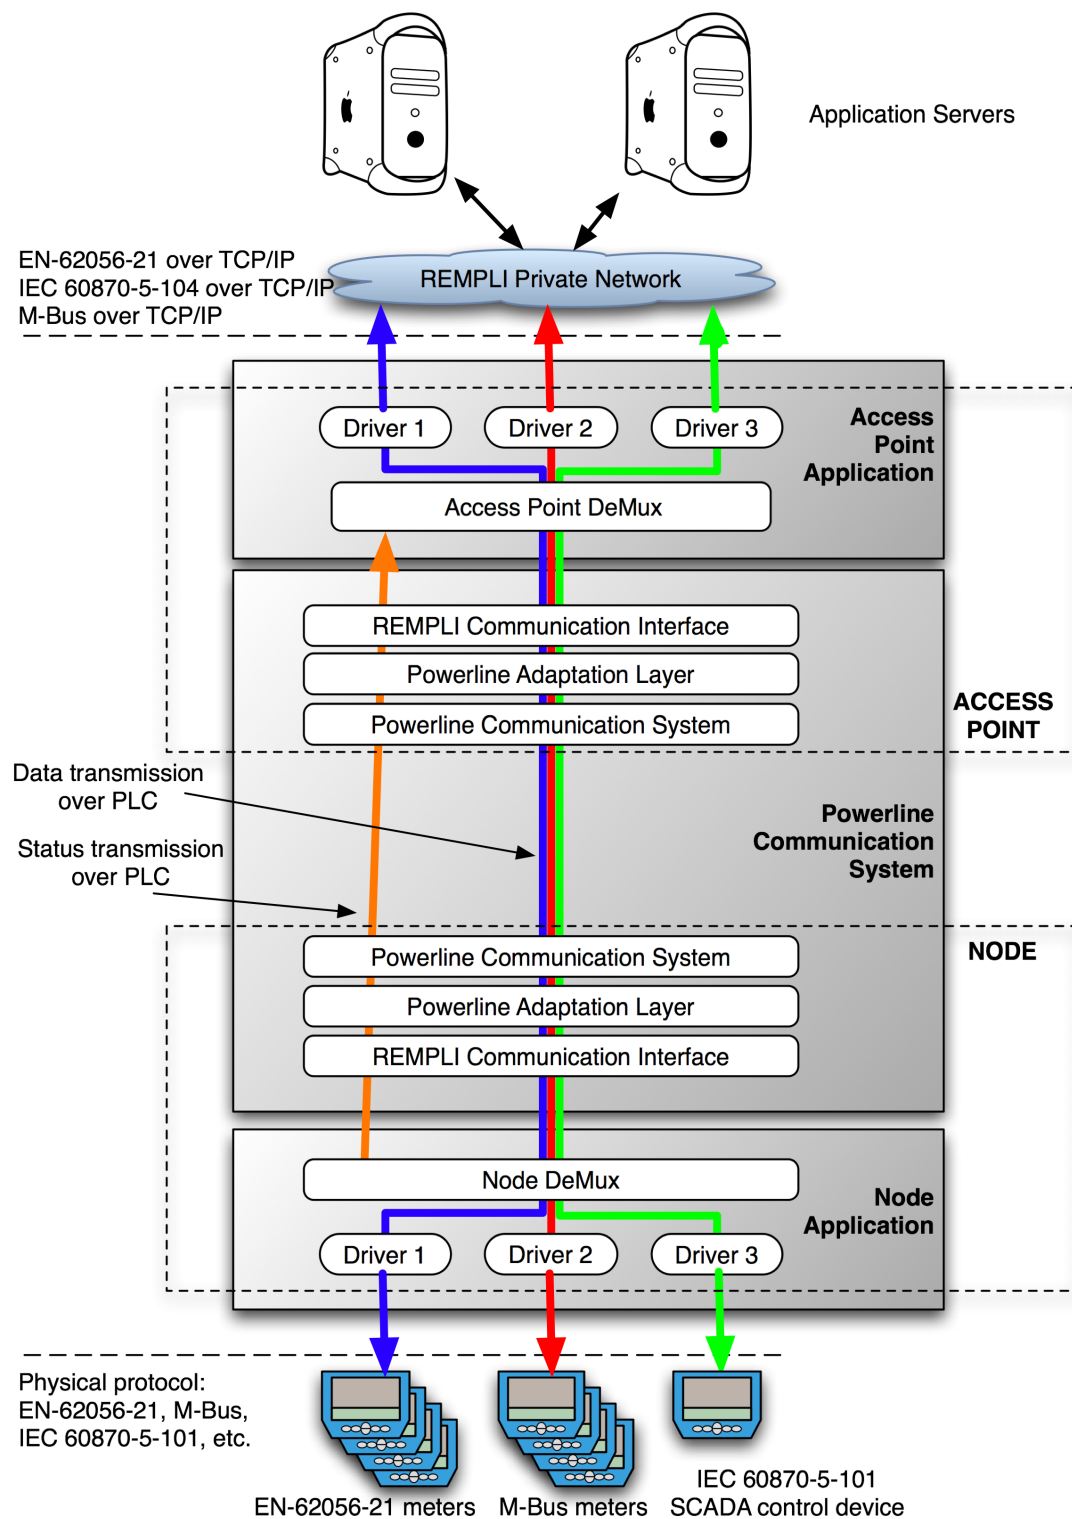 Application Servers
EN-62056-21 over TCP/IP
IEC 60870-5-104 over TCP/IP
M-Bus over TCP/IP
REMPLI Private Network
Driver 1
Driver 2
Driver 3
Access
Point
Application
Access Point DeMux
REMPLI Communication Interface
Powerline Adaptation Layer
Powerline Communication System
ACCESS
POINT
Data transmission
over PLC
Powerline
Communication
System
Status transmission
over PLC
NODE
Powerline Communication System
Powerline Adaptation Layer
REMPLI Communication Interface
Node DeMux
Node
Application
Driver 1
Driver 2
Driver 3
Physical protocol:
EN-62056-21, M-Bus,
IEC 60870-5-101, etc.
EN-62056-21 meters
M-Bus meters
IEC 60870-5-101
SCADA control device